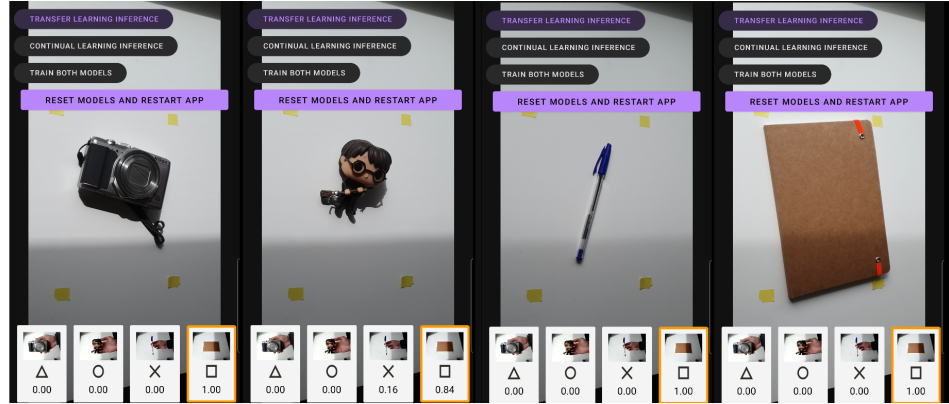 TRANSFER LEARNING INFERENCE
CONTINUAL LEARNING INFERENCE
TRAIN BOTH MODELS
RESET MODELS AND RESTART APP
0.00
0.00
0.00
1.00
TRANSFER LEARNING INFERENCE
CONTINUAL LEARNING INFERENCE
TRAIN BOTH MODELS
RESET MODELS AND RESTART APP
0.00
0.00
0.16
0.84
TRANSFER LEARNING INFERENCE
CONTINUAL LEARNING INFERENCE
TRAIN BOTH MODELS
RESET MODELS AND RESTART APP
0.00
0.00
0.00
1.00
TRANSFER LEARNING INFERENCE
CONTINUAL LEARNING INFERENCE
TRAIN BOTH MODELS
RESET MODELS AND RESTART APP
0.00
0.00
0.00
1.00